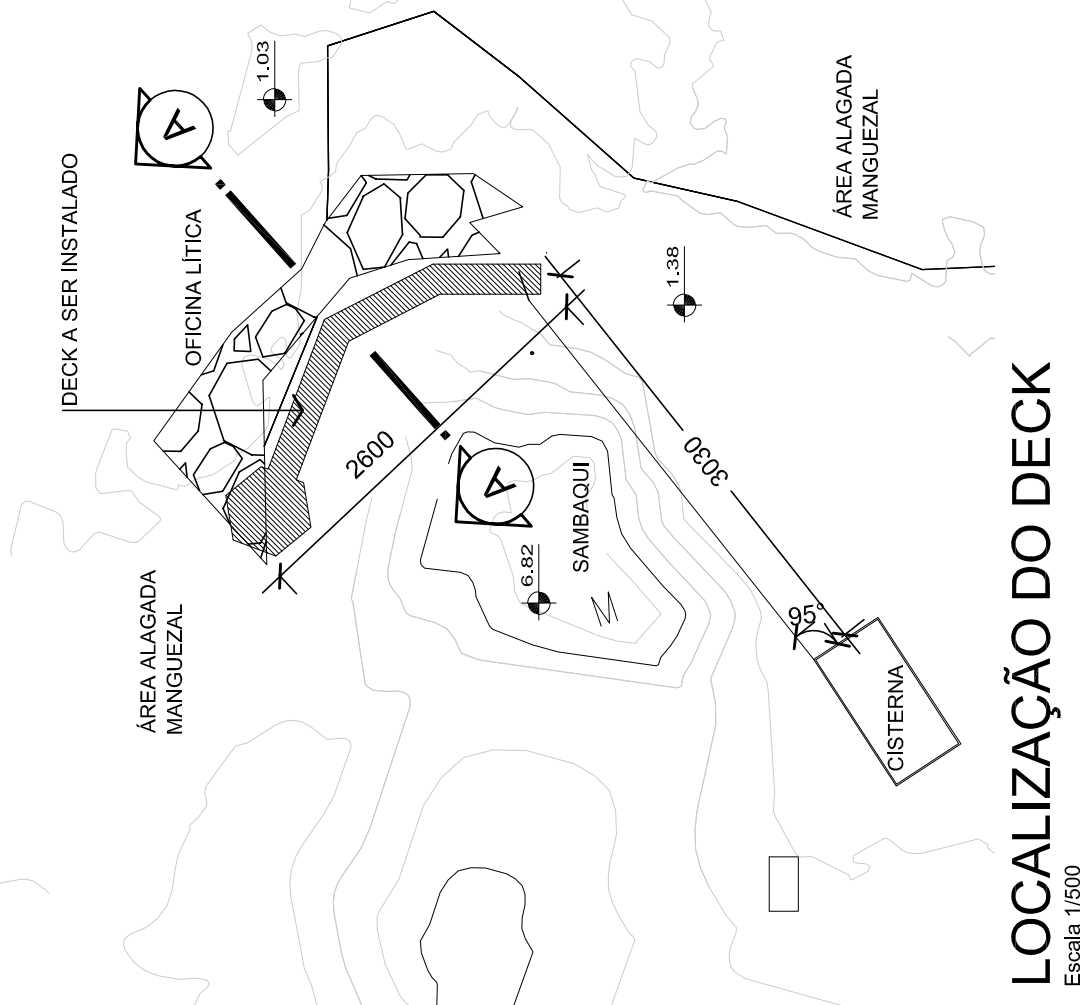 DECK A SER INSTALADO
OFICINA LÍTICA
1.03
A
ÁREA ALAGADA
MANGUEZAL
1.38
2600
3030
A
SAMBAQUI
6.82
M
95°
ÁREA ALAGADA
MANGUEZAL
CISTERNA
LOCALIZAÇÃO DO DECK
Escala 1/500